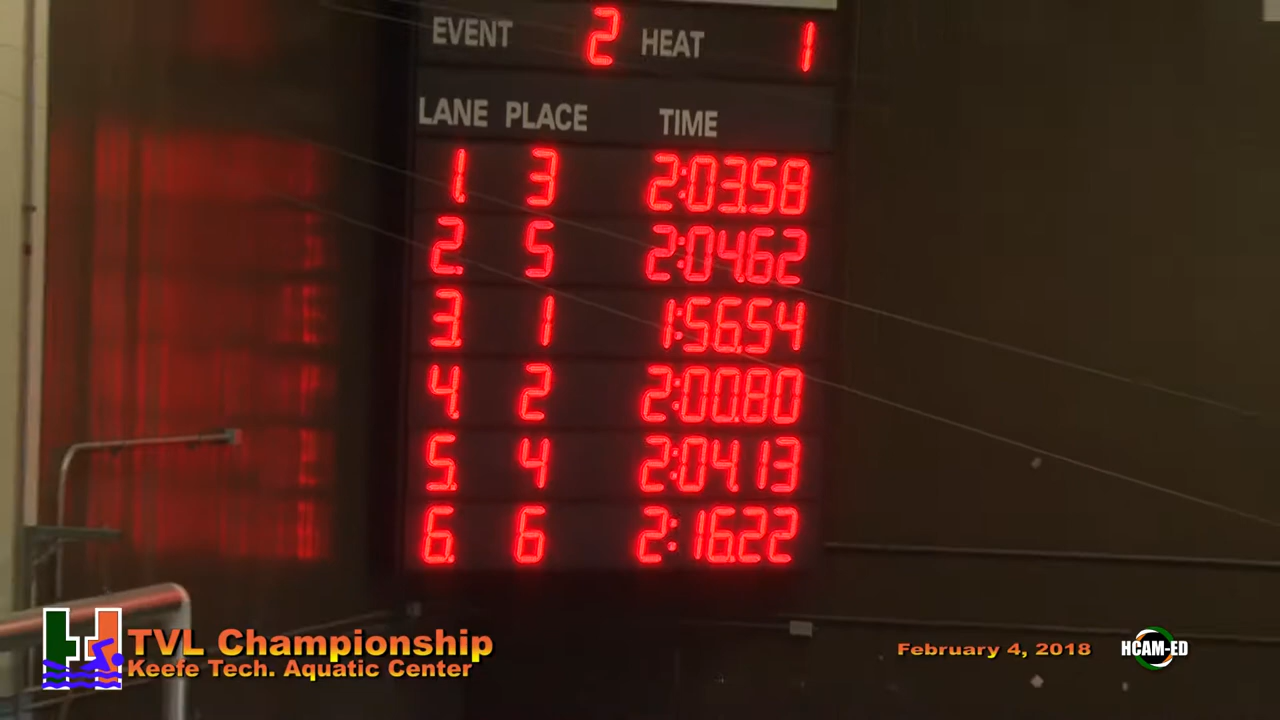 EVENT 2 HEAT 1
LANE PLACE TIME
1 3 2:03.58
2. 5 2:04.62
3. 1 1:56.54
4. 2 2:00.80
5. 4 2:04.13
6. 6 2:16.22
H
TVL Championship
Keefe Tech. Aquatic Center
February 4, 2018
HCAM-ED